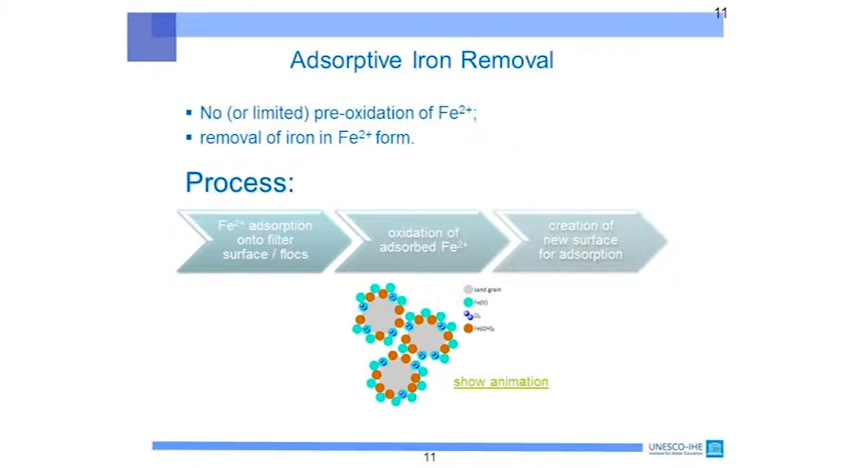 11
Adsorptive Iron Removal
▪ No (or limited) pre-oxidation of Fe²⁺;
▪ removal of iron in Fe²⁺ form.
Process:
Fe²⁺ adsorption
onto filter
surface / flocs
oxidation of
adsorbed Fe²⁺
creation of
new surface
for adsorption
sand grain
Fe(II)
O₂
Fe(OH)₃
show animation
11
UNESCO-IHE
Institute for Water Education